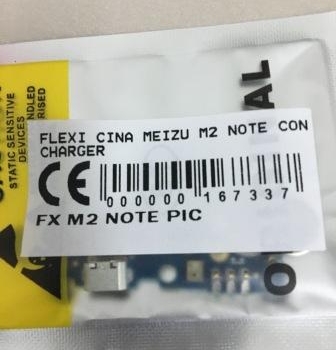 FLEXI CINA MEIZU M2 NOTE CON
CHARGER
CE
000000 167337
FX M2 NOTE PIC
STATIC SENSITIVE
DEVICES
NDLED
RISED
AL
O